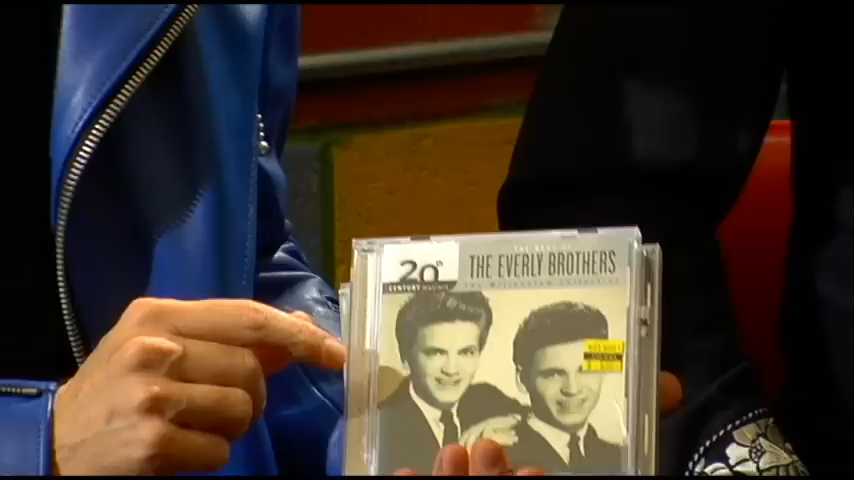 THE BEST OF
20th
THE EVERLY BROTHERS
CENTURY MASTERS
The Millennium Collection